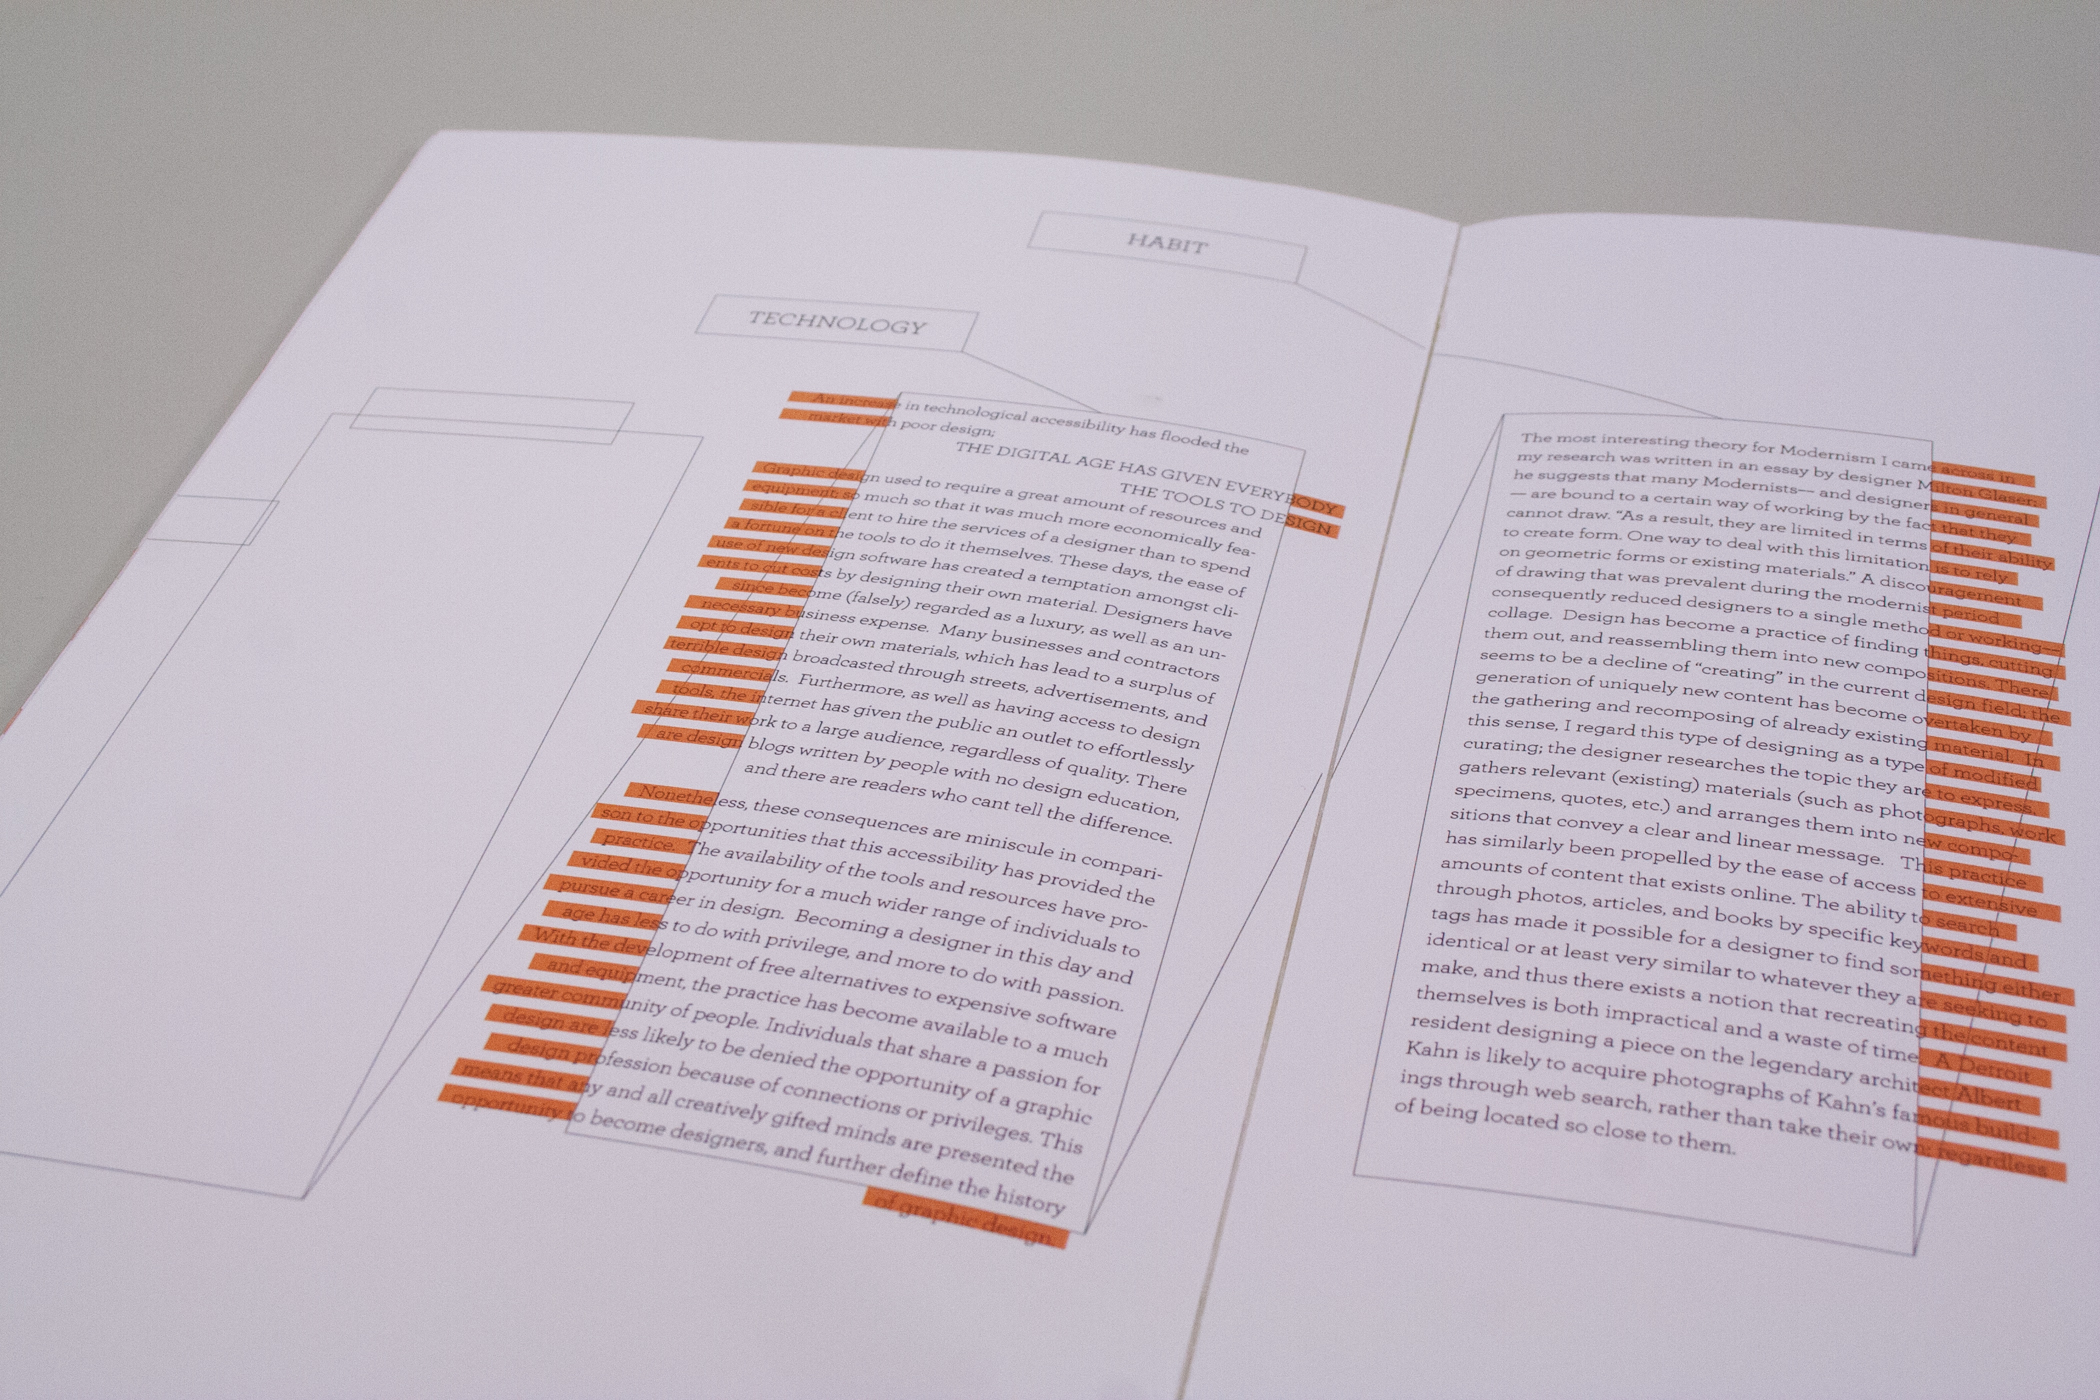 HABIT
TECHNOLOGY
An increase in technological accessibility has flooded the
market with poor design;
THE DIGITAL AGE HAS GIVEN EVERYBODY
THE TOOLS TO DESIGN
Graphic design used to require a great amount of resources and
equipment; so much so that it was much more economically fea-
sible for a client to hire the services of a designer than to spend
a fortune on the tools to do it themselves. These days, the ease of
use of new design software has created a temptation amongst cli-
ents to cut costs by designing their own material. Designers have
since become (falsely) regarded as a luxury, as well as an un-
necessary business expense. Many businesses and contractors
opt to design their own materials, which has lead to a surplus of
terrible design broadcasted through streets, advertisements, and
commercials. Furthermore, as well as having access to design
tools, the internet has given the public an outlet to effortlessly
share their work to a large audience, regardless of quality. There
are design blogs written by people with no design education,
and there are readers who cant tell the difference.
Nonetheless, these consequences are miniscule in compari-
son to the opportunities that this accessibility has provided the
practice. The availability of the tools and resources have pro-
vided the opportunity for a much wider range of individuals to
pursue a career in design. Becoming a designer in this day and
age has less to do with privilege, and more to do with passion.
With the development of free alternatives to expensive software
and equipment, the practice has become available to a much
greater community of people. Individuals that share a passion for
design are less likely to be denied the opportunity of a graphic
design profession because of connections or privileges. This
means that any and all creatively gifted minds are presented the
opportunity to become designers, and further define the history
of graphic design.
The most interesting theory for Modernism I came across in
my research was written in an essay by designer Milton Glaser;
he suggests that many Modernists— and designers in general
— are bound to a certain way of working by the fact that they
cannot draw. “As a result, they are limited in terms of their ability
to create form. One way to deal with this limitation is to rely
on geometric forms or existing materials.” A discouragement
of drawing that was prevalent during the modernist period
consequently reduced designers to a single method or working—
collage. Design has become a practice of finding things, cutting
them out, and reassembling them into new compositions. There
seems to be a decline of “creating” in the current design field; the
generation of uniquely new content has become overtaken by
the gathering and recomposing of already existing material. In
this sense, I regard this type of designing as a type of modified
curating; the designer researches the topic they are to express,
gathers relevant (existing) materials (such as photographs, work
specimens, quotes, etc.) and arranges them into new compo-
sitions that convey a clear and linear message. This practice
has similarly been propelled by the ease of access to extensive
amounts of content that exists online. The ability to search
through photos, articles, and books by specific keywords and
tags has made it possible for a designer to find something either
identical or at least very similar to whatever they are seeking to
make, and thus there exists a notion that recreating the content
themselves is both impractical and a waste of time. A Detroit
resident designing a piece on the legendary architect Albert
Kahn is likely to acquire photographs of Kahn’s famous build-
ings through web search, rather than take their own; regardless
of being located so close to them.